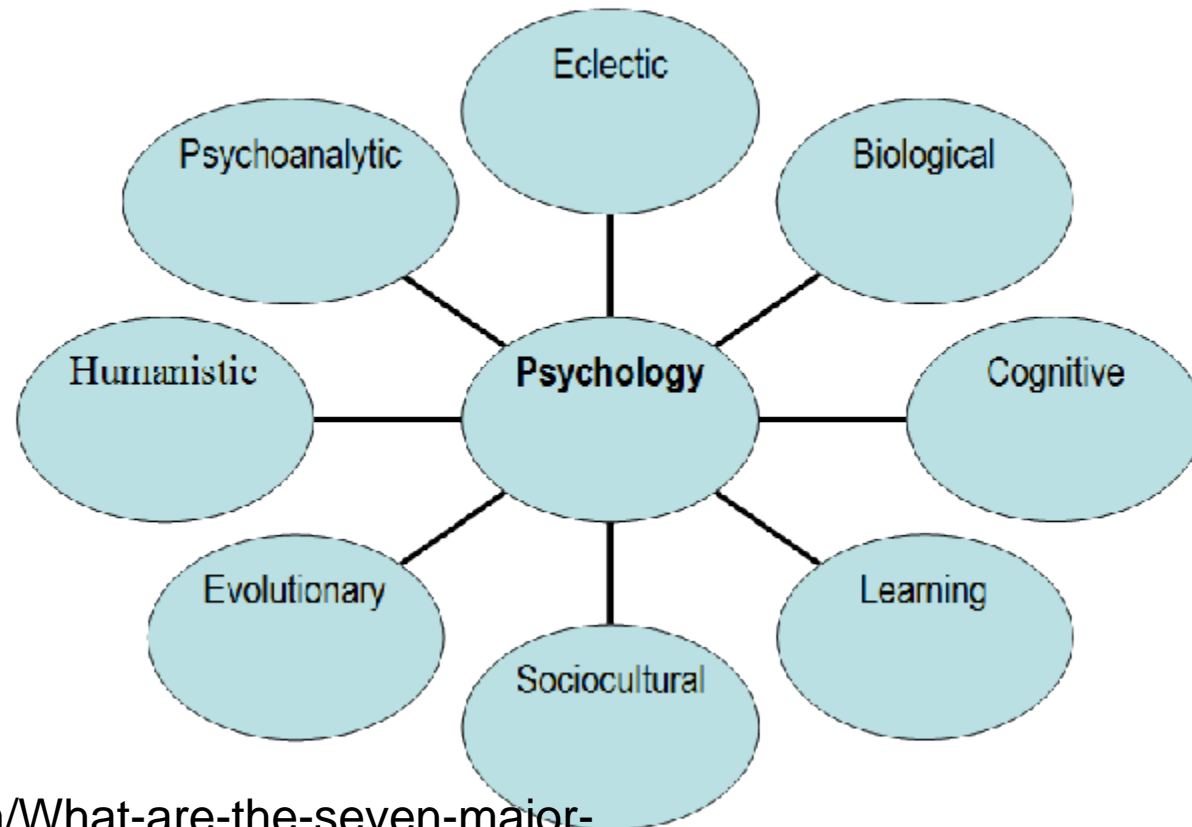 Eclectic
Psychoanalytic
Biological
Humanistic
Psychology
Cognitive
Evolutionary
Learning
Sociocultural
/What-are-the-seven-major-